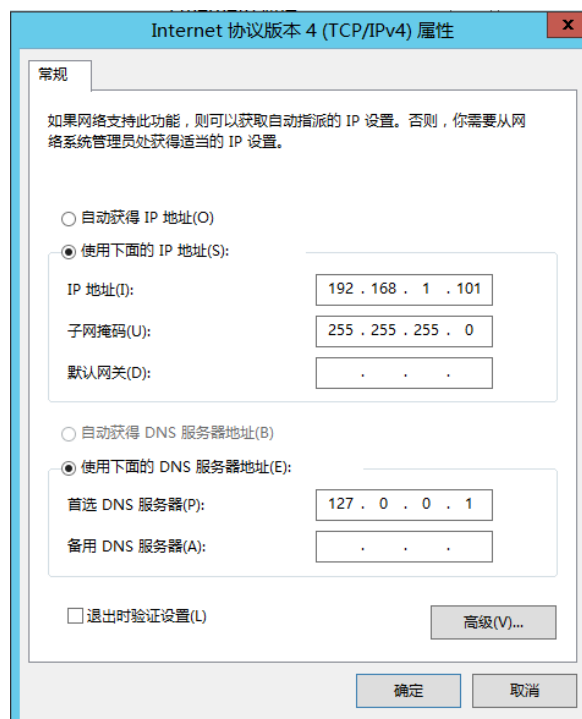 Internet 协议版本 4 (TCP/IPv4) 属性
x
常规
如果网络支持此功能，则可以获取自动指派的 IP 设置。否则，你需要从网
络系统管理员处获得适当的 IP 设置。
自动获得 IP 地址(O)
使用下面的 IP 地址(S):
IP 地址(I): 192 . 168 . 1 . 101
子网掩码(U): 255 . 255 . 255 . 0
默认网关(D): . . .
自动获得 DNS 服务器地址(B)
使用下面的 DNS 服务器地址(E):
首选 DNS 服务器(P): 127 . 0 . 0 . 1
备用 DNS 服务器(A): . . .
退出时验证设置(L)
高级(V)...
确定 取消